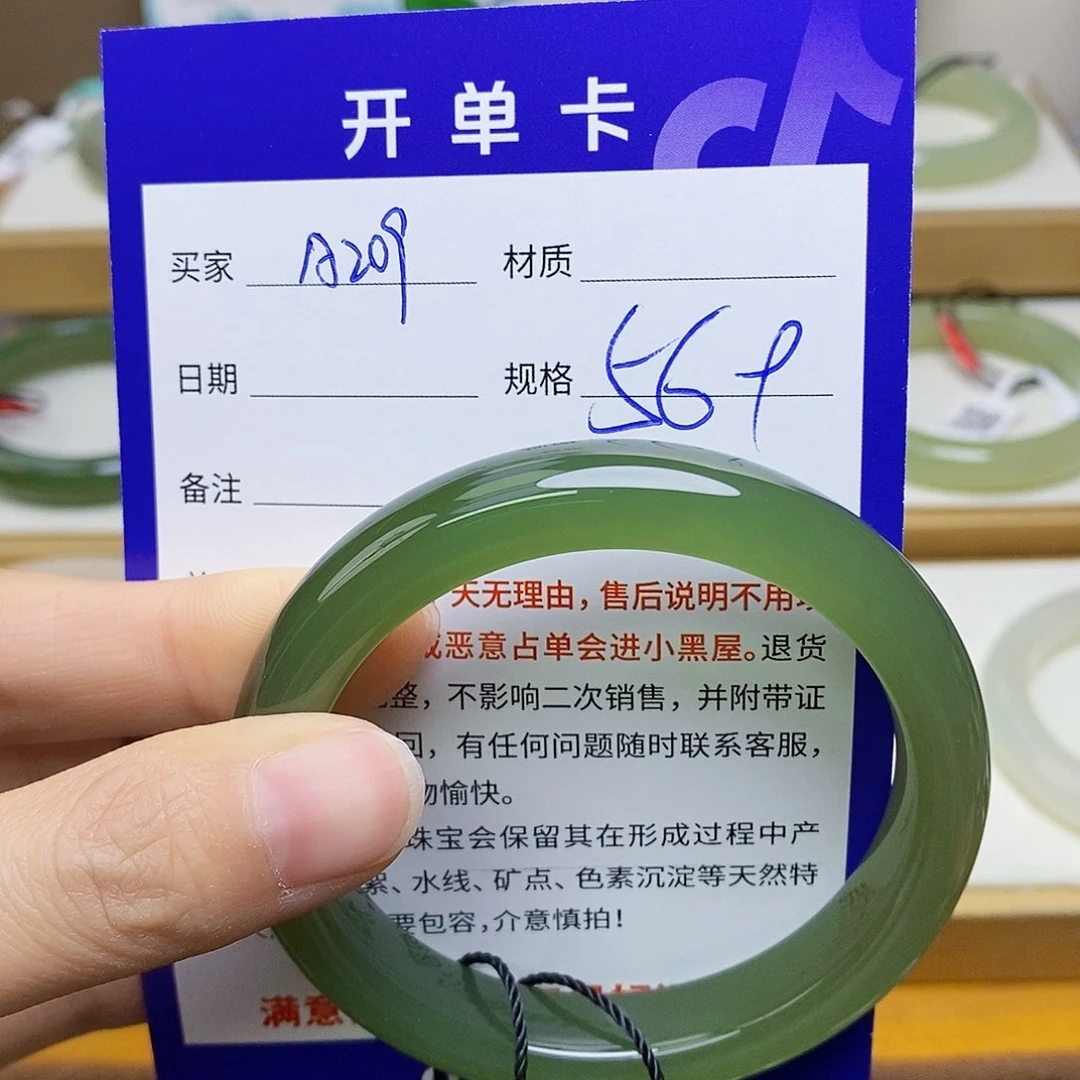 开单卡
买家 A209 材质
日期 规格 569
备注
天无理由，售后说明不用
恶意占单会进小黑屋。退货
整，不影响二次销售，并附带证
回，有任何问题随时联系客服，
物愉快。
珠宝会保留其在形成过程中产
絮、水线、矿点、色素沉淀等天然特
要包容，介意慎拍！
满意